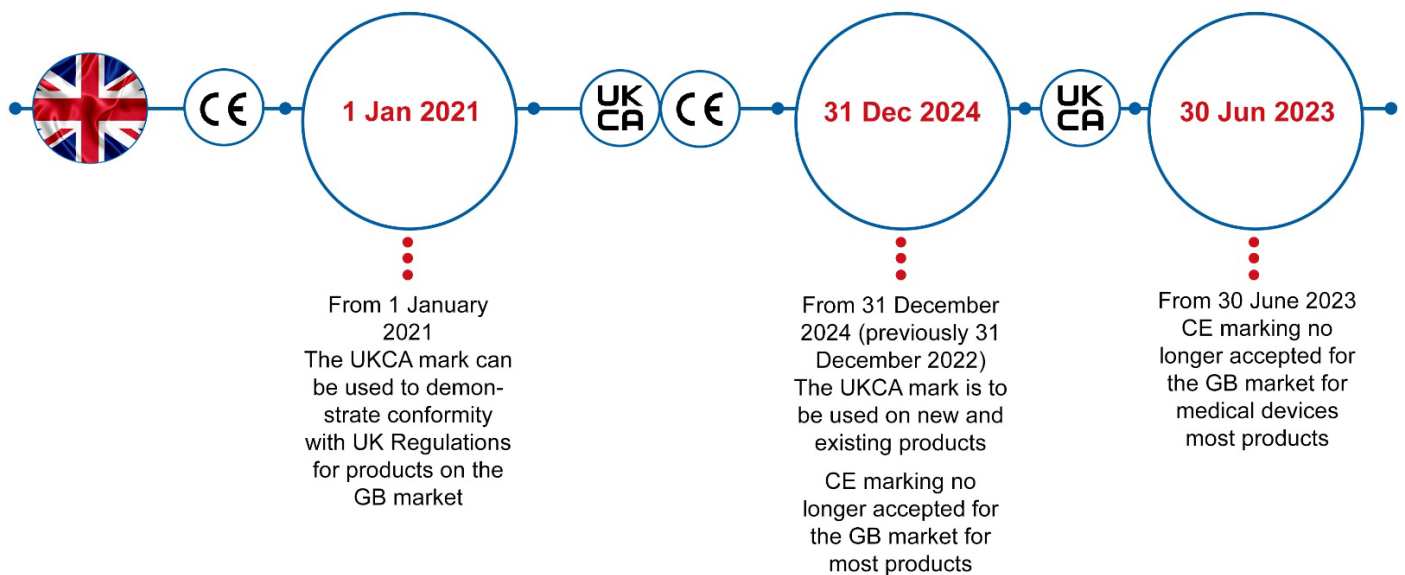 CE
1 Jan 2021
UK
CA
CE
31 Dec 2024
UK
CA
30 Jun 2023
From 1 January
2021
The UKCA mark can
be used to demon-
strate conformity
with UK Regulations
for products on the
GB market
From 31 December
2024 (previously 31
December 2022)
The UKCA mark is to
be used on new and
existing products
CE marking no
longer accepted for
the GB market for
most products
From 30 June 2023
CE marking no
longer accepted for
the GB market for
medical devices
most products